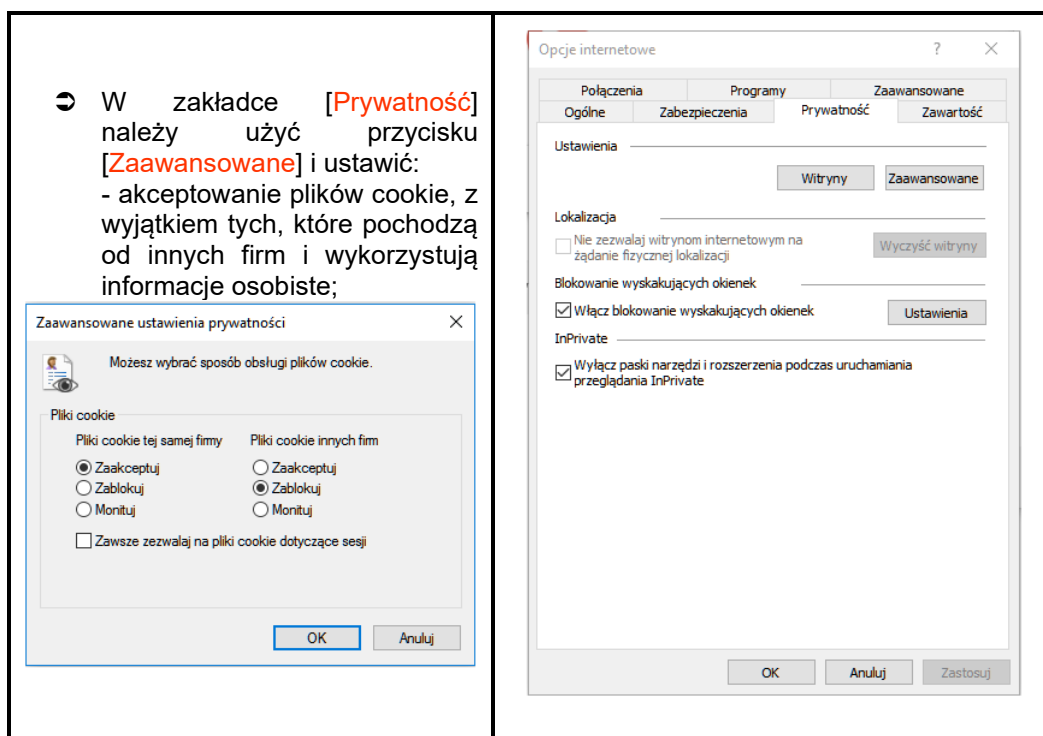 ➲ W zakładce [Prywatność]
należy użyć przycisku
[Zaawansowane] i ustawić:
- akceptowanie plików cookie, z
wyjątkiem tych, które pochodzą
od innych firm i wykorzystują
informacje osobiste;
Zaawansowane ustawienia prywatności
Możesz wybrać sposób obsługi plików cookie.
Pliki cookie
Pliki cookie tej samej firmy Pliki cookie innych firm
Zaakceptuj Zaakceptuj
Zablokuj Zablokuj
Monituj Monituj
Zawsze zezwalaj na pliki cookie dotyczące sesji
OK Anuluj
Opcje internetowe ?
Połączenia Programy Zaawansowane
Ogólne Zabezpieczenia Prywatność Zawartość
Ustawienia
Witryny Zaawansowane
Lokalizacja
Nie zezwalaj witrynom internetowym na
żądanie fizycznej lokalizacji
Wyczyść witryny
Blokowanie wyskakujących okienek
Włącz blokowanie wyskakujących okienek Ustawienia
InPrivate
Wyłącz paski narzędzi i rozszerzenia podczas uruchamiania
przeglądania InPrivate
OK Anuluj Zastosuj